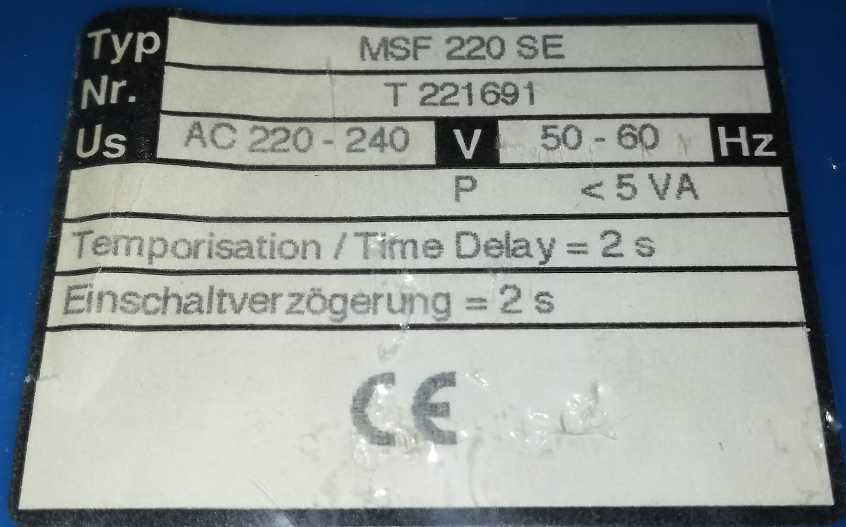 Typ MSF 220 SE
Nr. T 221691
Us AC 220 - 240 V 50 - 60 Hz
P < 5 VA
Temporisation / Time Delay = 2 s
Einschaltverzögerung = 2 s
CE